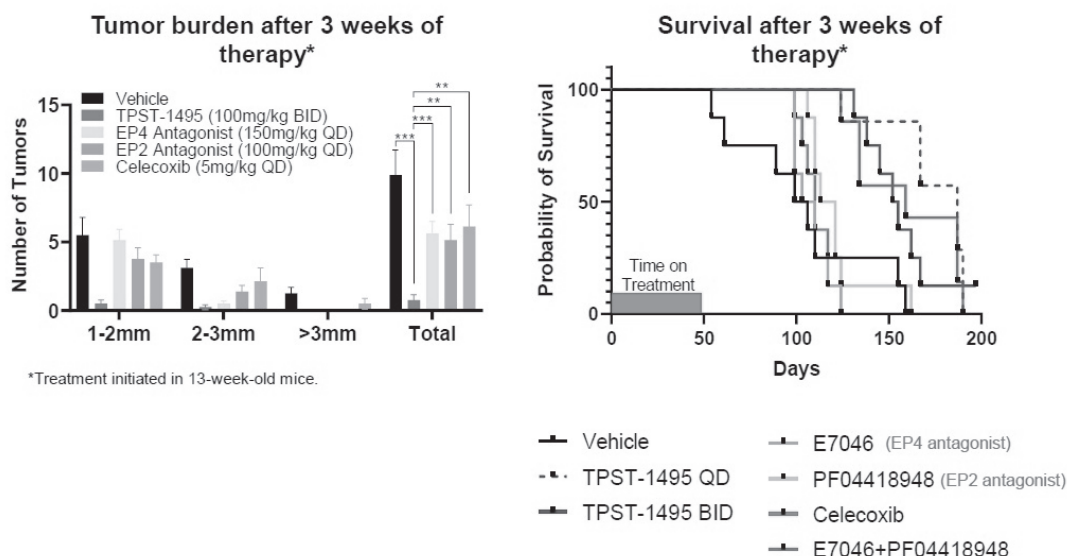 Tumor burden after 3 weeks of
therapy*
15
10
5
0
Number of Tumors
Vehicle
TPST-1495 (100mg/kg BID)
EP4 Antagonist (150mg/kg QD)
EP2 Antagonist (100mg/kg QD)
Celecoxib (5mg/kg QD)
**
**
***
***
1-2mm
2-3mm
>3mm
Total
*Treatment initiated in 13-week-old mice.
Survival after 3 weeks of
therapy*
100
50
0
Probability of Survival
Time on
Treatment
0
50
100
150
200
Days
Vehicle
TPST-1495 QD
TPST-1495 BID
E7046 (EP4 antagonist)
PF04418948 (EP2 antagonist)
Celecoxib
E7046+PF04418948